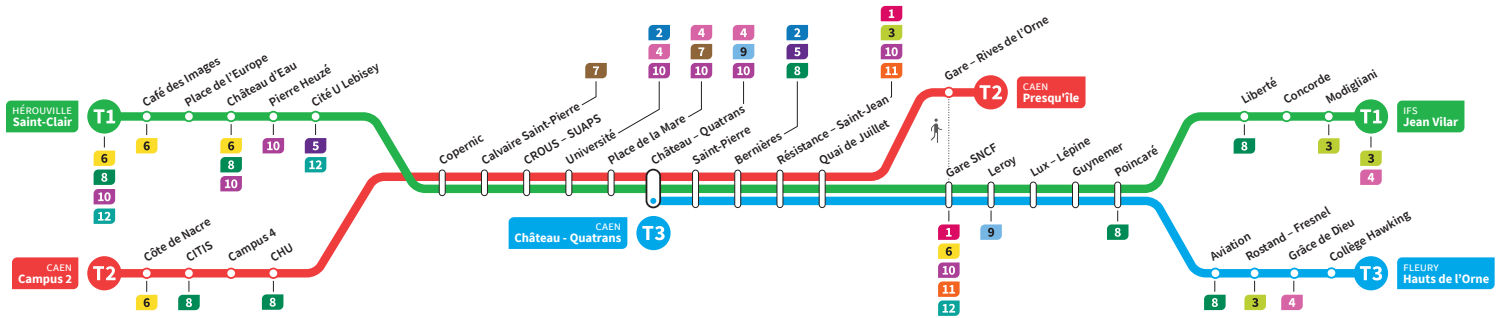 HÉROUVILLE
Saint-Clair
T1
6
8
10
12
Café des Images
6
Place de l'Europe
Château d'Eau
6
8
10
Pierre Heuzé
10
Cité U Lebisey
5
12
CAEN
Campus 2
T2
Côte de Nacre
6
CITIS
8
Campus 4
CHU
8
Copernic
Calvaire Saint-Pierre
7
CROUS – SUAPS
Université
2
4
10
Place de la Mare
4
7
10
Château – Quatrans
4
9
10
CAEN
Château - Quatrans
T3
Saint-Pierre
Bernières
2
5
8
Résistance – Saint-Jean
1
3
10
11
Quai de Juillet
Gare – Rives de l'Orne
T2
CAEN
Presqu'île
Gare SNCF
1
6
10
11
12
Leroy
9
Lux – Lépine
Guynemer
Poincaré
8
Liberté
8
Concorde
Modigliani
3
T1
3
4
IFS
Jean Vilar
Aviation
8
Rostand – Fresnel
3
Grâce de Dieu
4
Collège Hawking
T3
FLEURY
Hauts de l'Orne